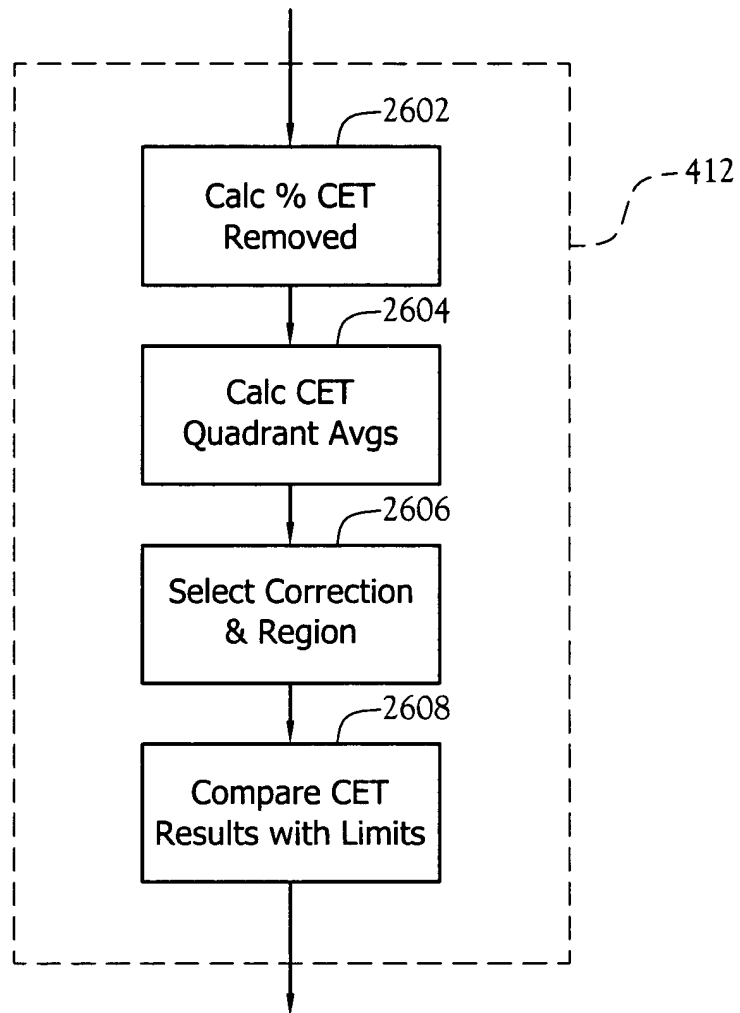 2602
Calc % CET
Removed
412
2604
Calc CET
Quadrant Avgs
2606
Select Correction
& Region
2608
Compare CET
Results with Limits